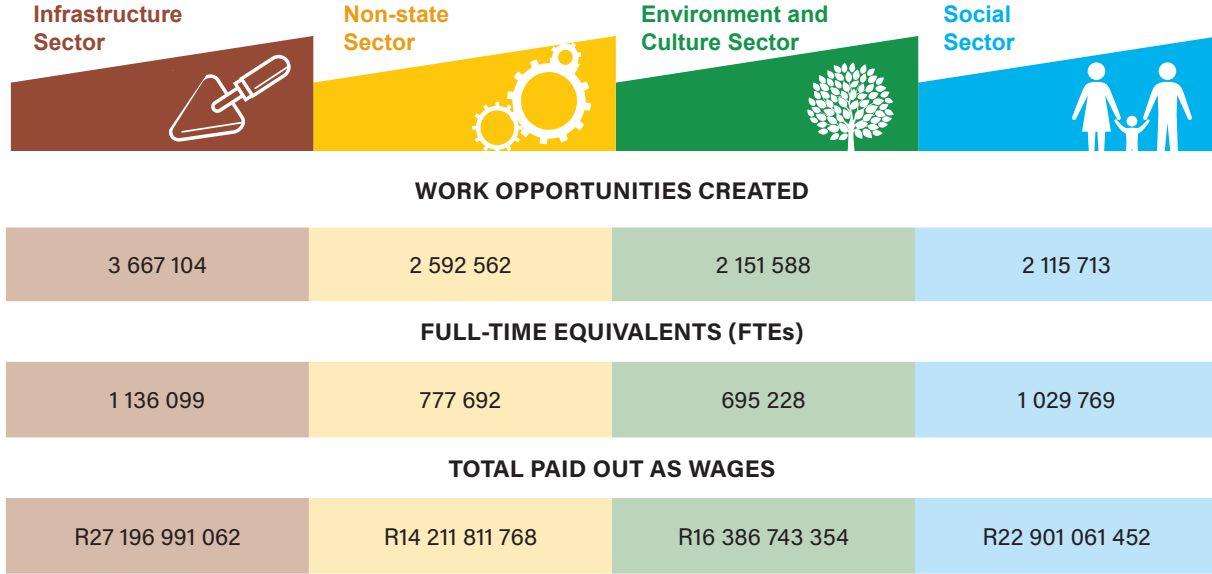 Infrastructure
Sector
Non-state
Sector
Environment and
Culture Sector
Social
Sector
WORK OPPORTUNITIES CREATED
3 667 104
2 592 562
2 151 588
2 115 713
FULL-TIME EQUIVALENTS (FTEs)
1 136 099
777 692
695 228
1 029 769
TOTAL PAID OUT AS WAGES
R27 196 991 062
R14 211 811 768
R16 386 743 354
R22 901 061 452